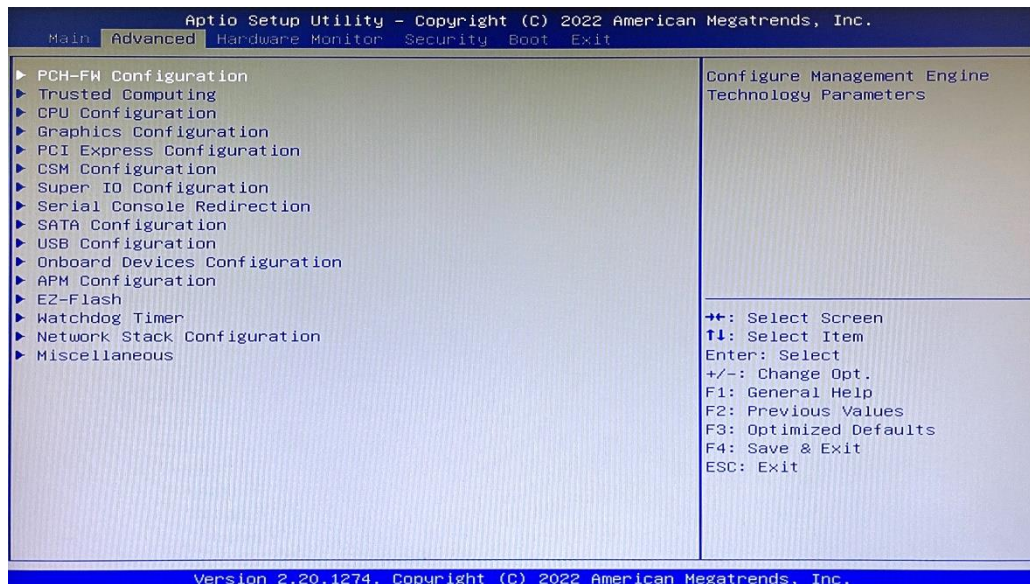 Aptio Setup Utility – Copyright (C) 2022 American Megatrends, Inc.
Main Advanced Hardware Monitor Security Boot Exit
▶ PCH-FW Configuration
▶ Trusted Computing
▶ CPU Configuration
▶ Graphics Configuration
▶ PCI Express Configuration
▶ CSM Configuration
▶ Super IO Configuration
▶ Serial Console Redirection
▶ SATA Configuration
▶ USB Configuration
▶ Onboard Devices Configuration
▶ APM Configuration
▶ EZ-Flash
▶ Watchdog Timer
▶ Network Stack Configuration
▶ Miscellaneous
Configure Management Engine
Technology Parameters
→←: Select Screen
↑↓: Select Item
Enter: Select
+/-: Change Opt.
F1: General Help
F2: Previous Values
F3: Optimized Defaults
F4: Save & Exit
ESC: Exit
Version 2.20.1274. Copyright (C) 2022 American Megatrends, Inc.